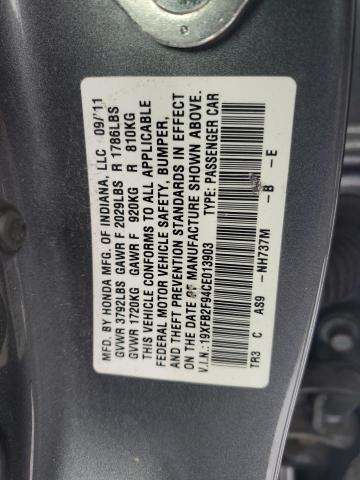 MFD. BY HONDA MFG. OF INDIANA, LLC 09/11
GVWR 3792LBS GAWR F 2029LBS R 1786LBS
GVWR 1720KG GAWR F 920KG R 810KG
THIS VEHICLE CONFORMS TO ALL APPLICABLE
FEDERAL MOTOR VEHICLE SAFETY, BUMPER,
AND THEFT PREVENTION STANDARDS IN EFFECT
ON THE DATE OF MANUFACTURE SHOWN ABOVE.
V.I.N.:19XFB2F94CE013903 TYPE: PASSENGER CAR
TR3 C AS9 -NH737M -B -E